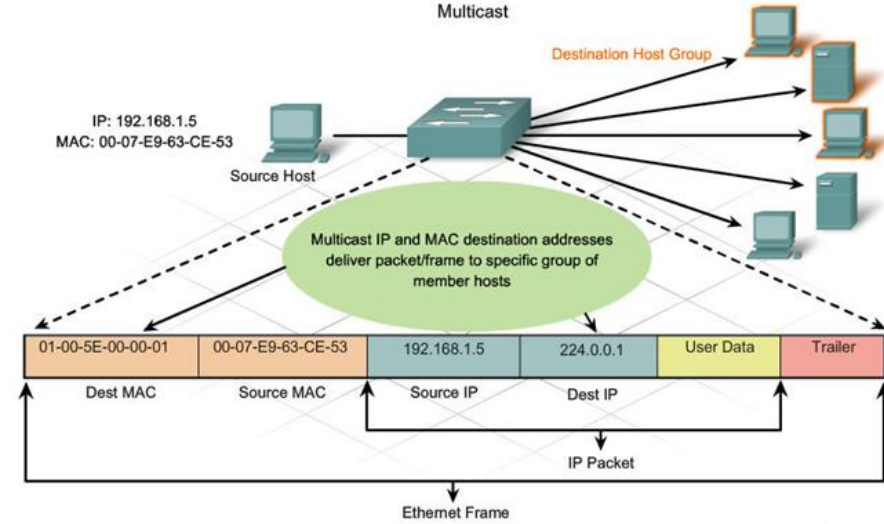 Multicast
Destination Host Group
IP: 192.168.1.5
MAC: 00-07-E9-63-CE-53
Source Host
Multicast IP and MAC destination addresses
deliver packet/frame to specific group of
member hosts
01-00-5E-00-00-01 00-07-E9-63-CE-53 192.168.1.5 224.0.0.1 User Data Trailer
Dest MAC Source MAC Source IP Dest IP
IP Packet
Ethernet Frame